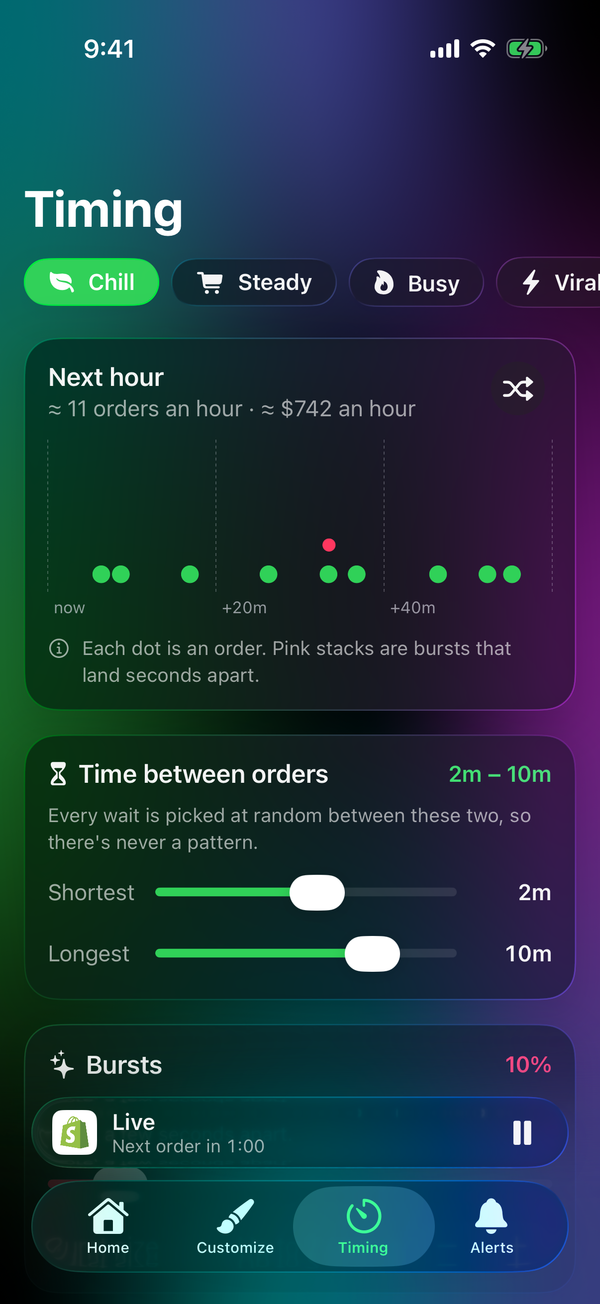 9:41
Timing
Chill
Steady
Busy
Viral
Next hour
≈ 11 orders an hour · ≈ $742 an hour
now
+20m
+40m
Each dot is an order. Pink stacks are bursts that
land seconds apart.
Time between orders
2m – 10m
Every wait is picked at random between these two, so
there's never a pattern.
Shortest
2m
Longest
10m
Bursts
10%
Live
Next order in 1:00
Home
Customize
Timing
Alerts